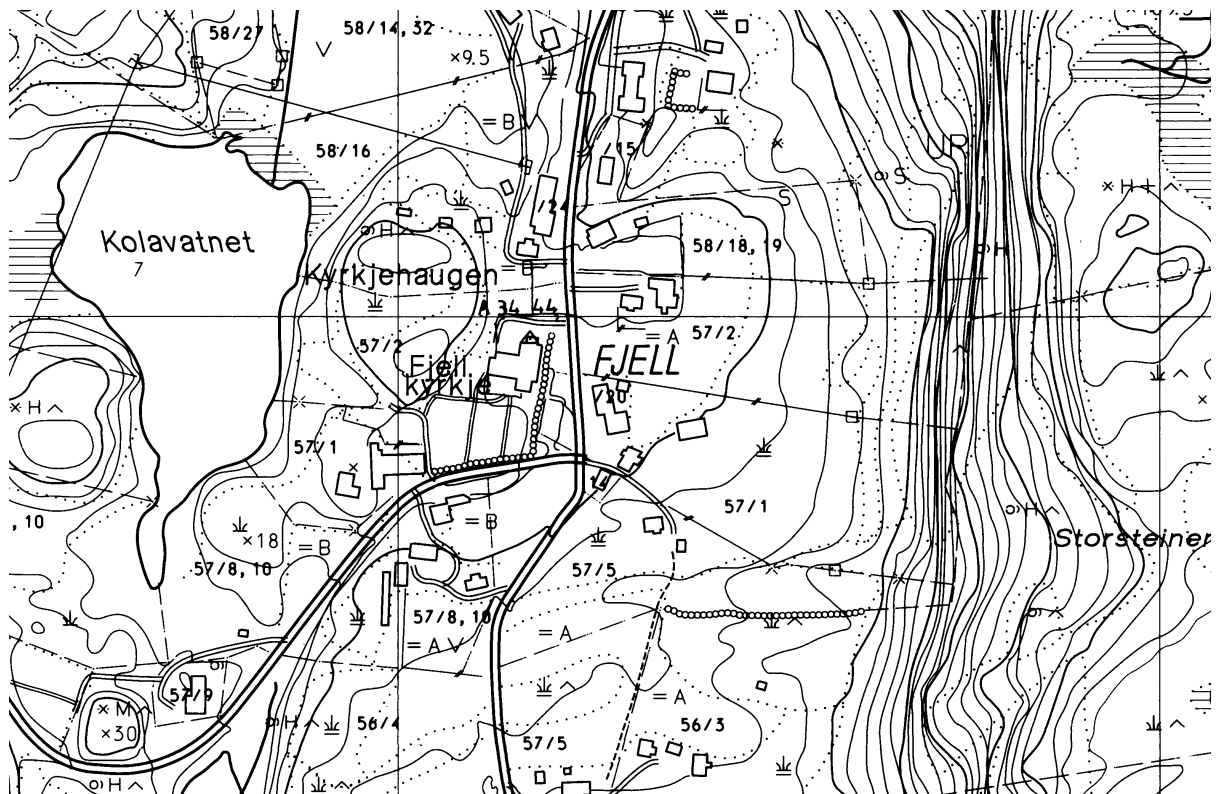 58/27
58/14, 32
×9.5
= B
58/16
/15
UR
S
S
× H + ^
Kolavatnet
7
H
/24
58/18, 19
H
Kyrkjehaugen
= B
A 34 44
= A
57/2
57/2
Fjell
kyrkje
FJELL
/20
× H ^
57/1
, 10
×18
= B
= B
57/1
H ^
Storsteinen
57/8, 10
57/5
57/8, 10
= A V
= A
57/9
× M ^
×30
H ^
56/4
= A
56/3
57/5
H ^